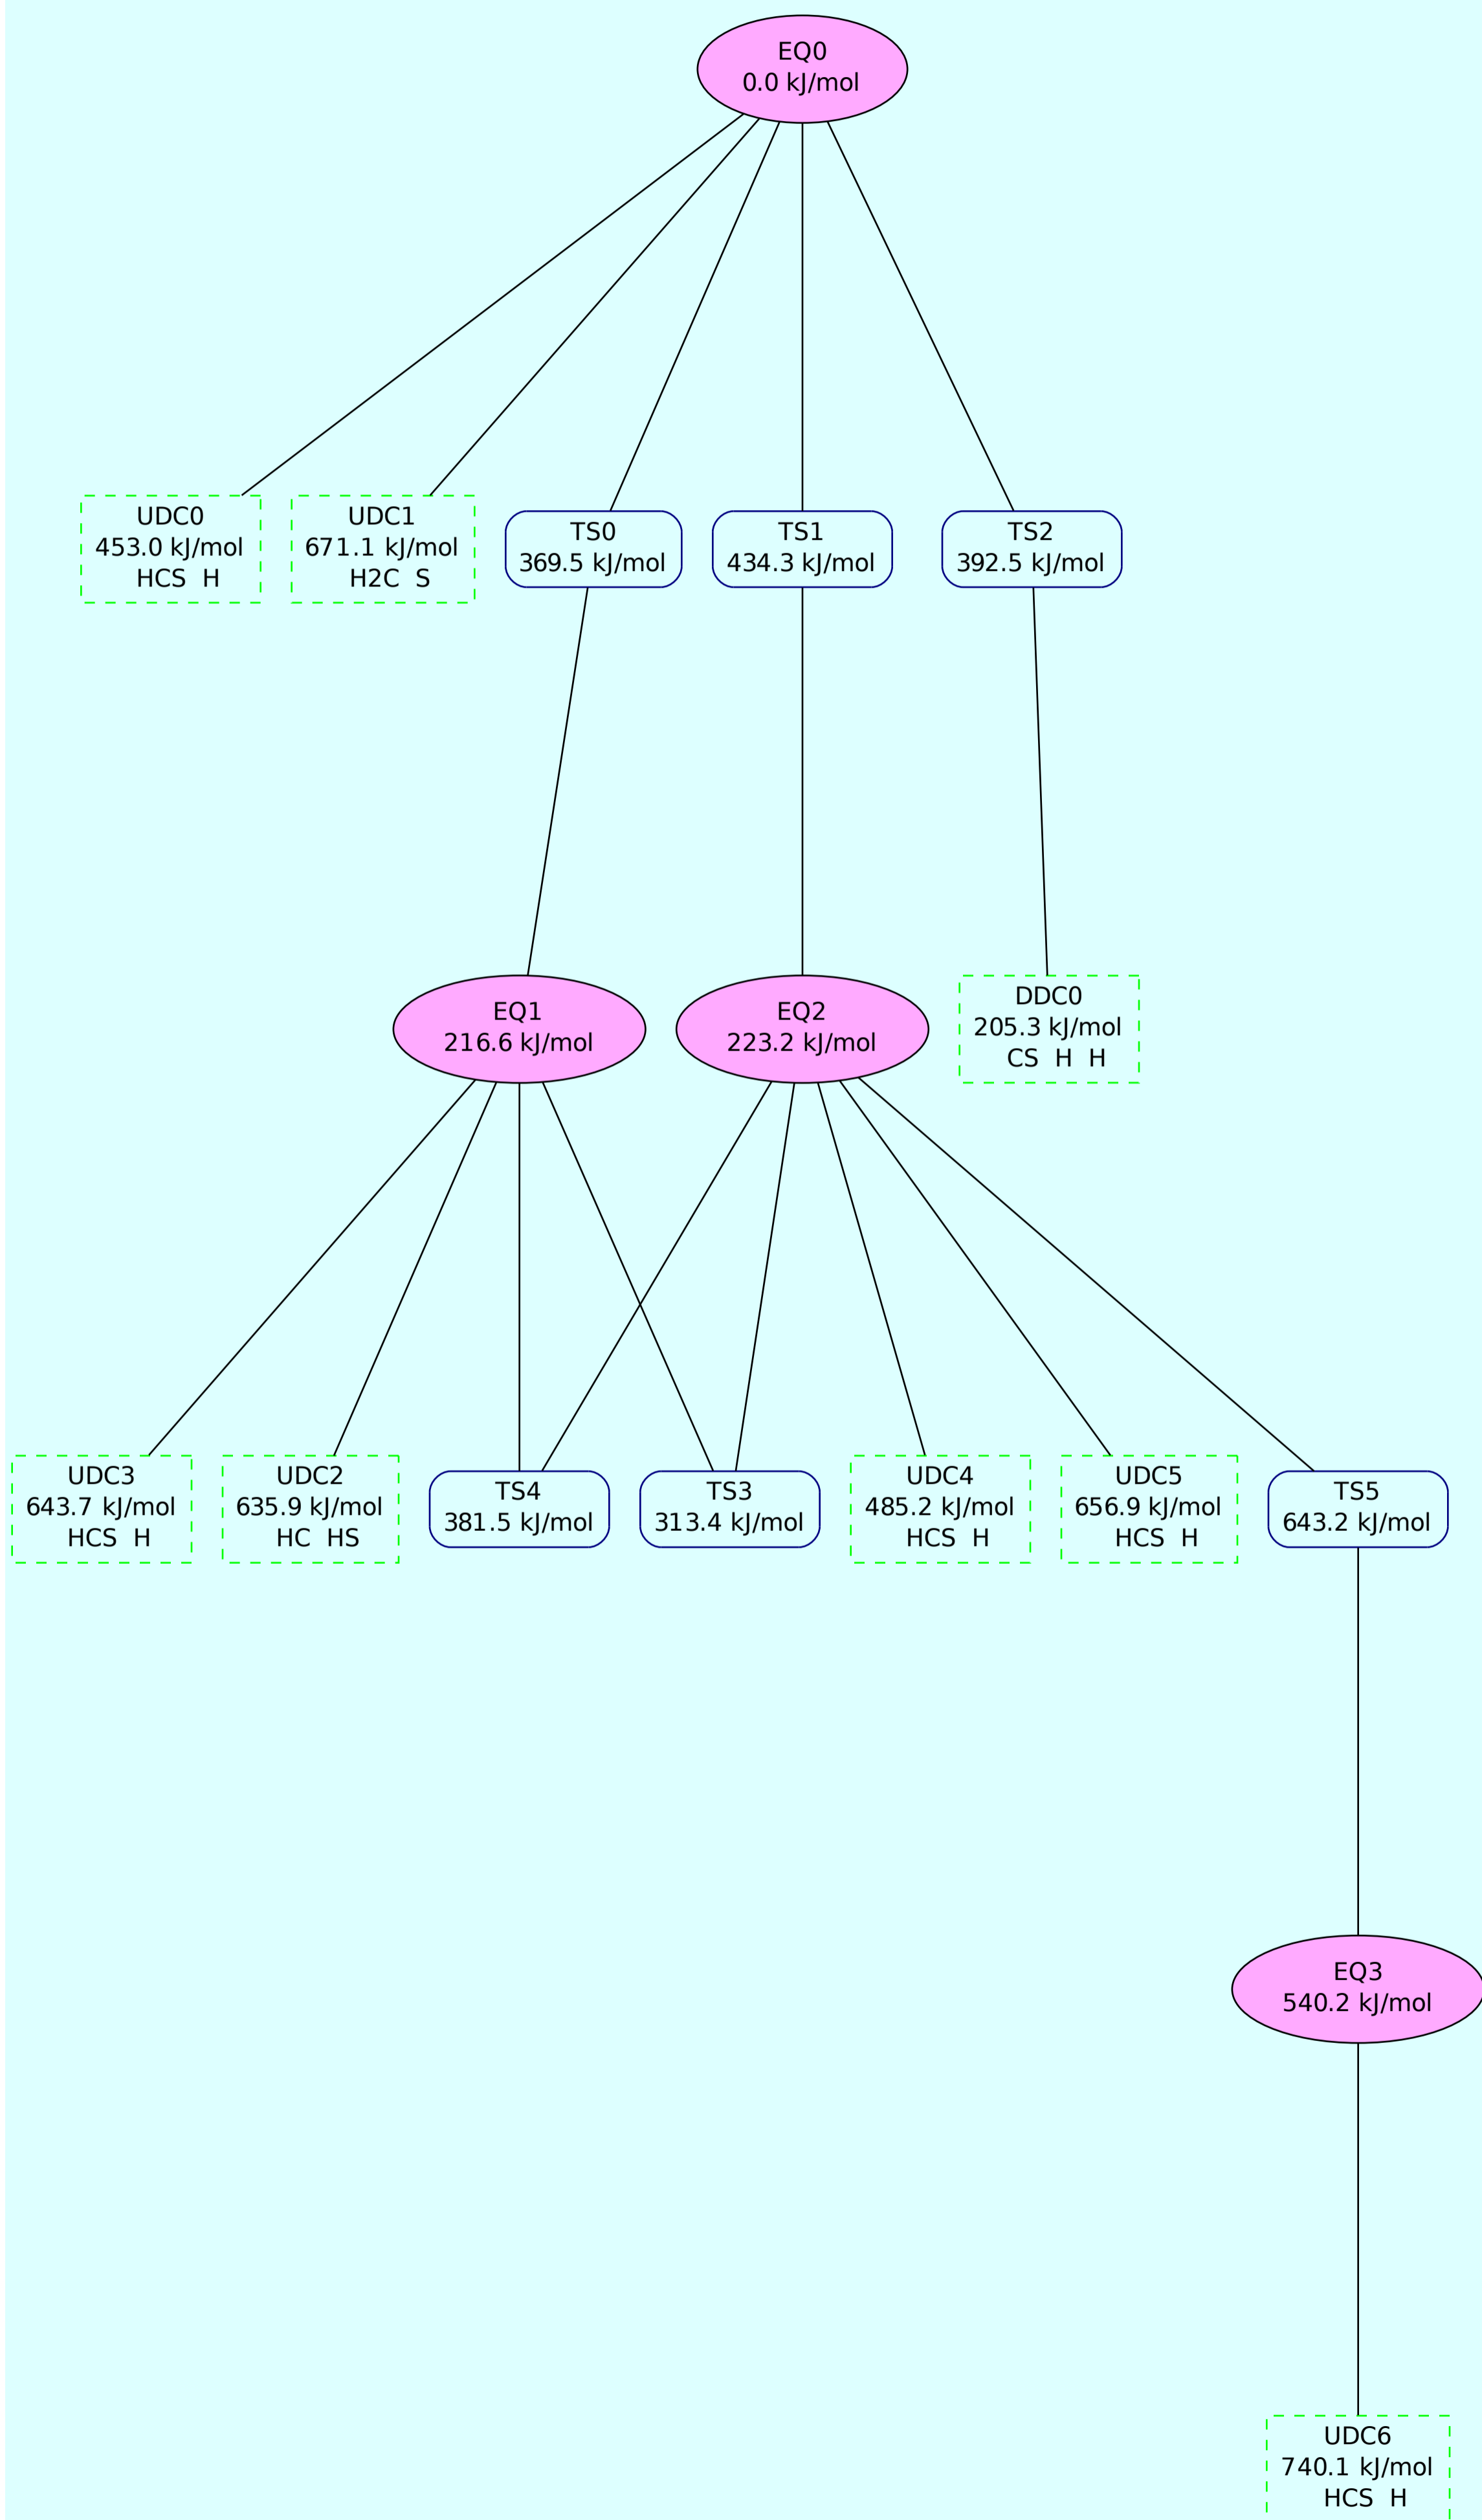 EQ0
0.0 kJ/mol
UDC0
453.0 kJ/mol
HCS H
UDC1
671.1 kJ/mol
H2C S
TS0
369.5 kJ/mol
TS1
434.3 kJ/mol
TS2
392.5 kJ/mol
EQ1
216.6 kJ/mol
EQ2
223.2 kJ/mol
DDC0
205.3 kJ/mol
CS H H
UDC3
643.7 kJ/mol
HCS H
UDC2
635.9 kJ/mol
HC HS
TS4
381.5 kJ/mol
TS3
313.4 kJ/mol
UDC4
485.2 kJ/mol
HCS H
UDC5
656.9 kJ/mol
HCS H
TS5
643.2 kJ/mol
EQ3
540.2 kJ/mol
UDC6
740.1 kJ/mol
HCS H